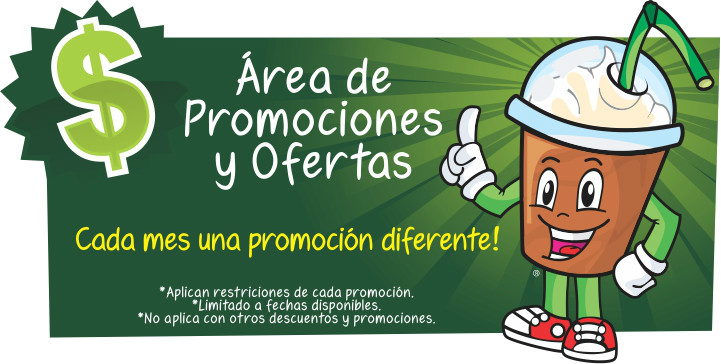 $
Área de
Promociones
y Ofertas
Cada mes una promoción diferente!
*Aplican restriciones de cada promoción.
*Limitado a fechas disponibles.
*No aplica con otros descuentos y promociones.
®